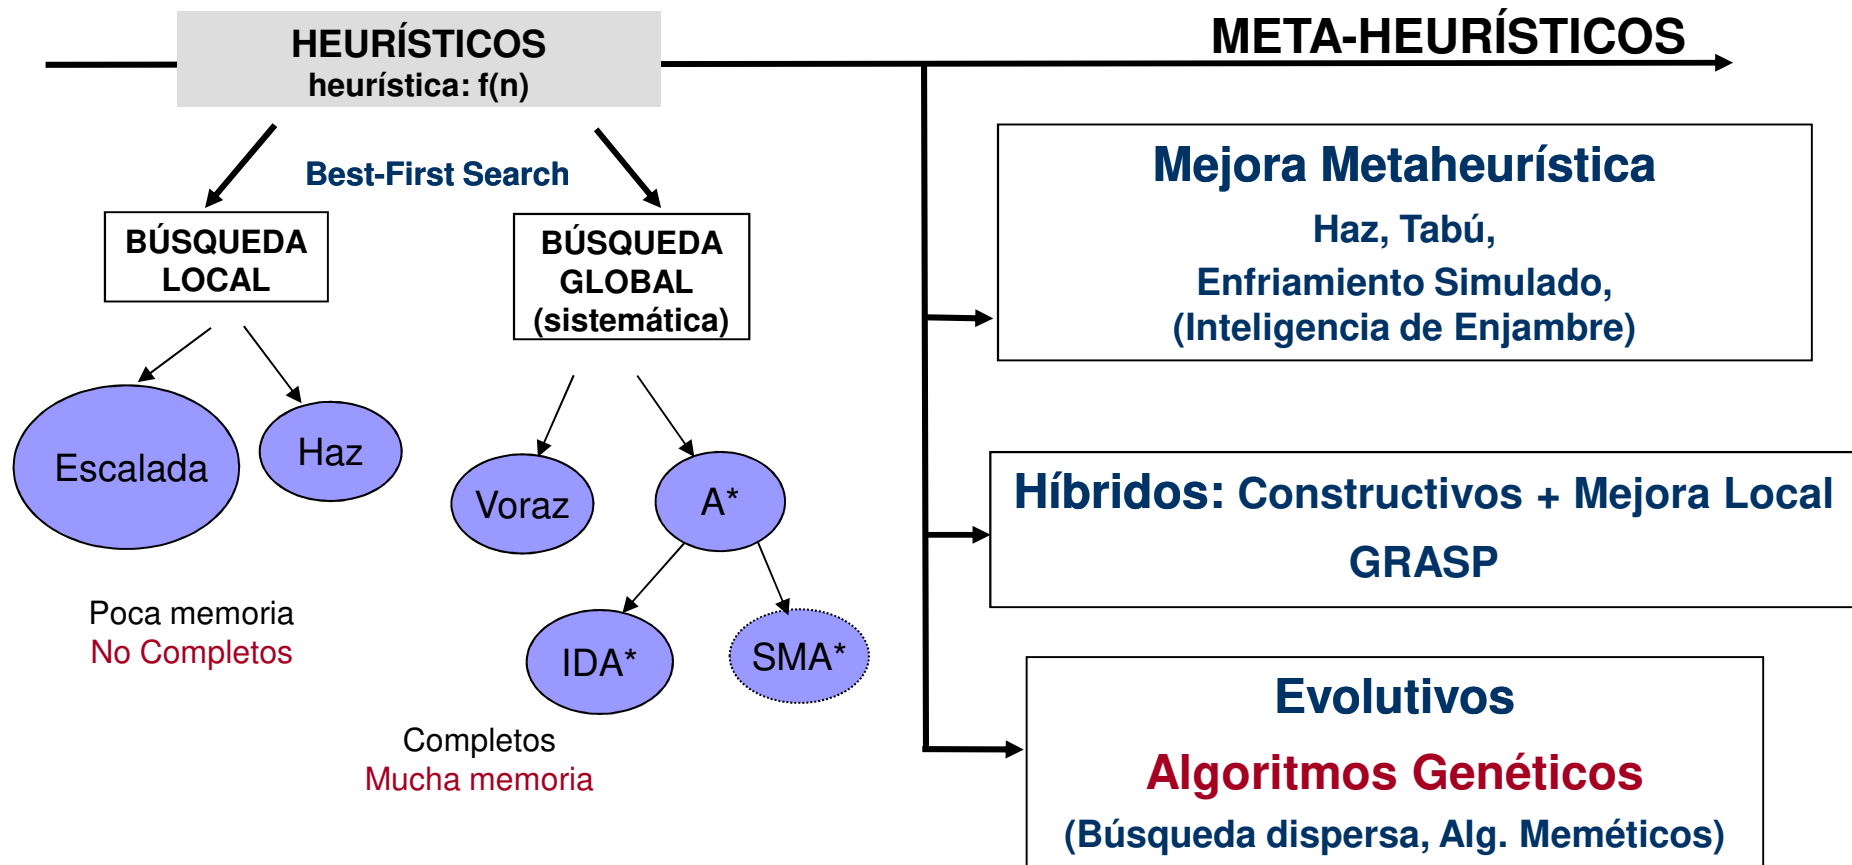 HEURÍSTICOS
heurística: f(n)
META-HEURÍSTICOS
Best-First Search
BÚSQUEDA
LOCAL
BÚSQUEDA
GLOBAL
(sistemática)
Escalada
Haz
Voraz
A*
IDA*
SMA*
Poca memoria
No Completos
Completos
Mucha memoria
Mejora Metaheurística
Haz, Tabú,
Enfriamiento Simulado,
(Inteligencia de Enjambre)
Híbridos: Constructivos + Mejora Local
GRASP
Evolutivos
Algoritmos Genéticos
(Búsqueda dispersa, Alg. Meméticos)